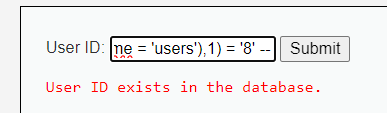 User ID: ne = 'users'),1) = '8' -- Submit
User ID exists in the database.